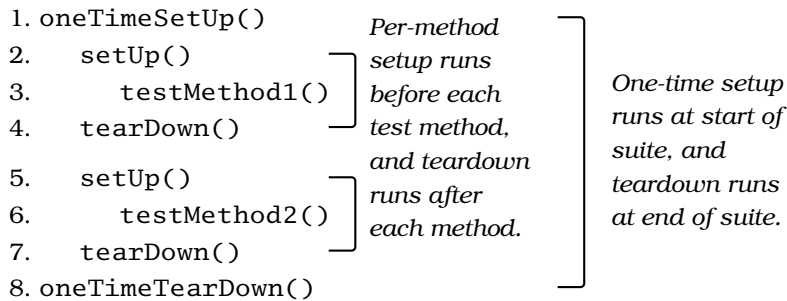 1. oneTimeSetUp()
2. setUp()
3. testMethod1()
4. tearDown()
5. setUp()
6. testMethod2()
7. tearDown()
8. oneTimeTearDown()
Per-method
setup runs
before each
test method,
and teardown
runs after
each method.
One-time setup
runs at start of
suite, and
teardown runs
at end of suite.